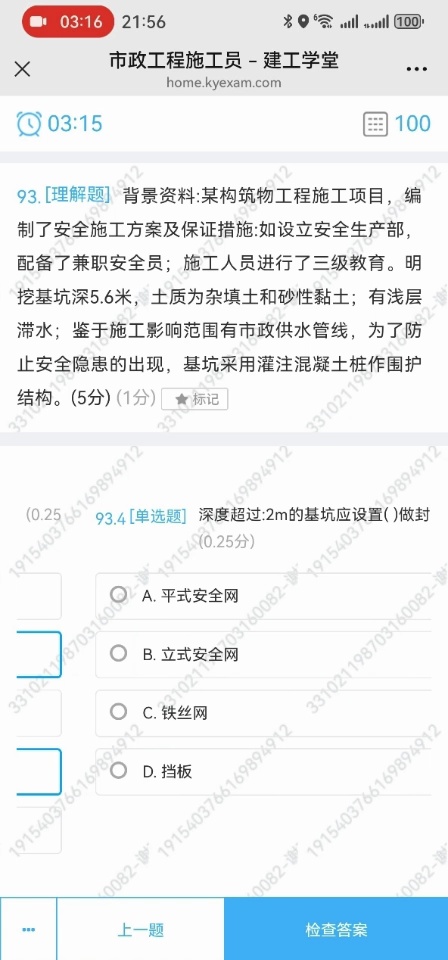 03:16 21:56 6 100
市政工程施工员 – 建工学堂
home.kyexam.com
03:15 100
93.[理解题] 背景资料:某构筑物工程施工项目，编
制了安全施工方案及保证措施:如设立安全生产部，
配备了兼职安全员；施工人员进行了三级教育。明
挖基坑深5.6米，土质为杂填土和砂性黏土；有浅层
滞水；鉴于施工影响范围有市政供水管线，为了防
止安全隐患的出现，基坑采用灌注混凝土桩作围护
结构。(5分) (1分) 标记
(0.25 93.4 [单选题] 深度超过:2m的基坑应设置( )做封
(0.25分)
A. 平式安全网
B. 立式安全网
C. 铁丝网
D. 挡板
上一题 检查答案